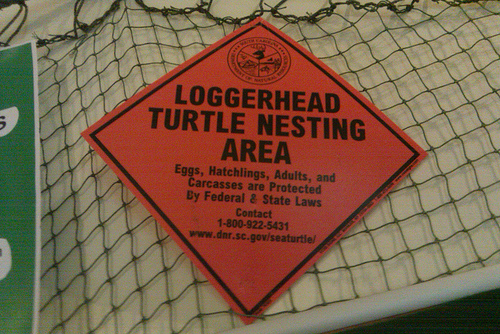 LOGGERHEAD
TURTLE NESTING
AREA
Eggs, Hatchlings, Adults, and
Carcasses are Protected
By Federal & State Laws
Contact
1-800-922-5431
www.dnr.sc.gov/seaturtle/